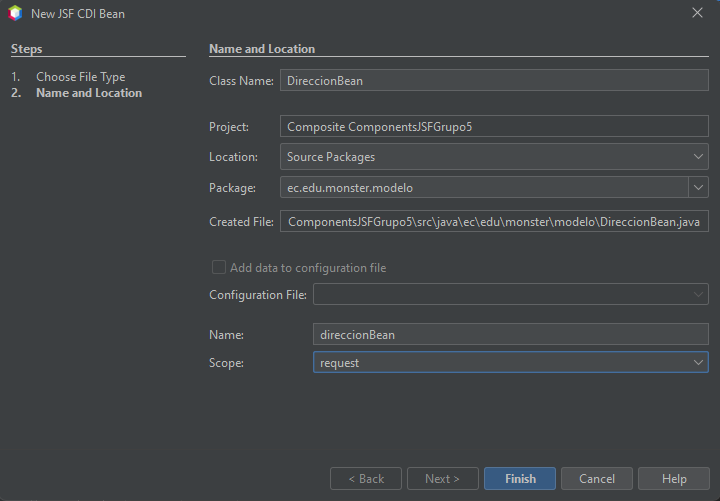 New JSF CDI Bean
Steps
1. Choose File Type
2. Name and Location
Name and Location
Class Name: DireccionBean
Project: Composite ComponentsJSFGrupo5
Location: Source Packages
Package: ec.edu.monster.modelo
Created File: ComponentsJSFGrupo5\src\java\ec\edu\monster\modelo\DireccionBean.java
Add data to configuration file
Configuration File:
Name: direccionBean
Scope: request
< Back Next > Finish Cancel Help